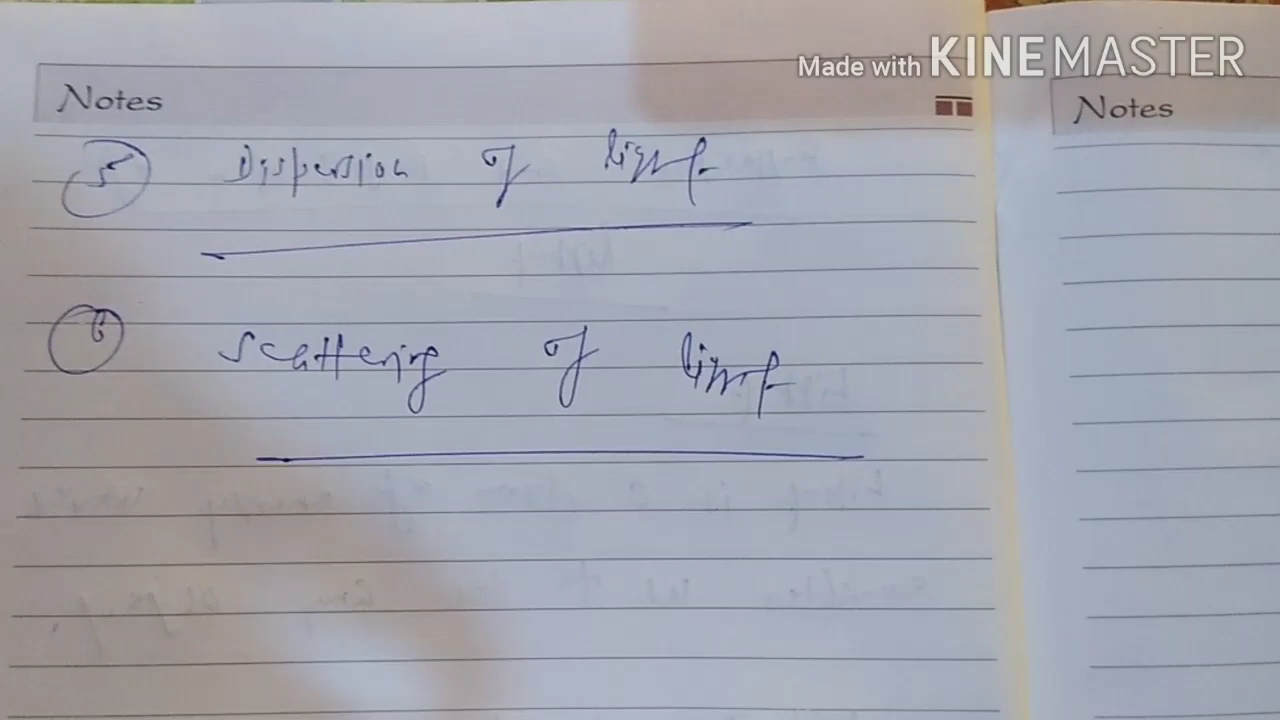 Made with KINEMASTER
Notes
Notes
5 Dispersion of light
6 Scattering of light